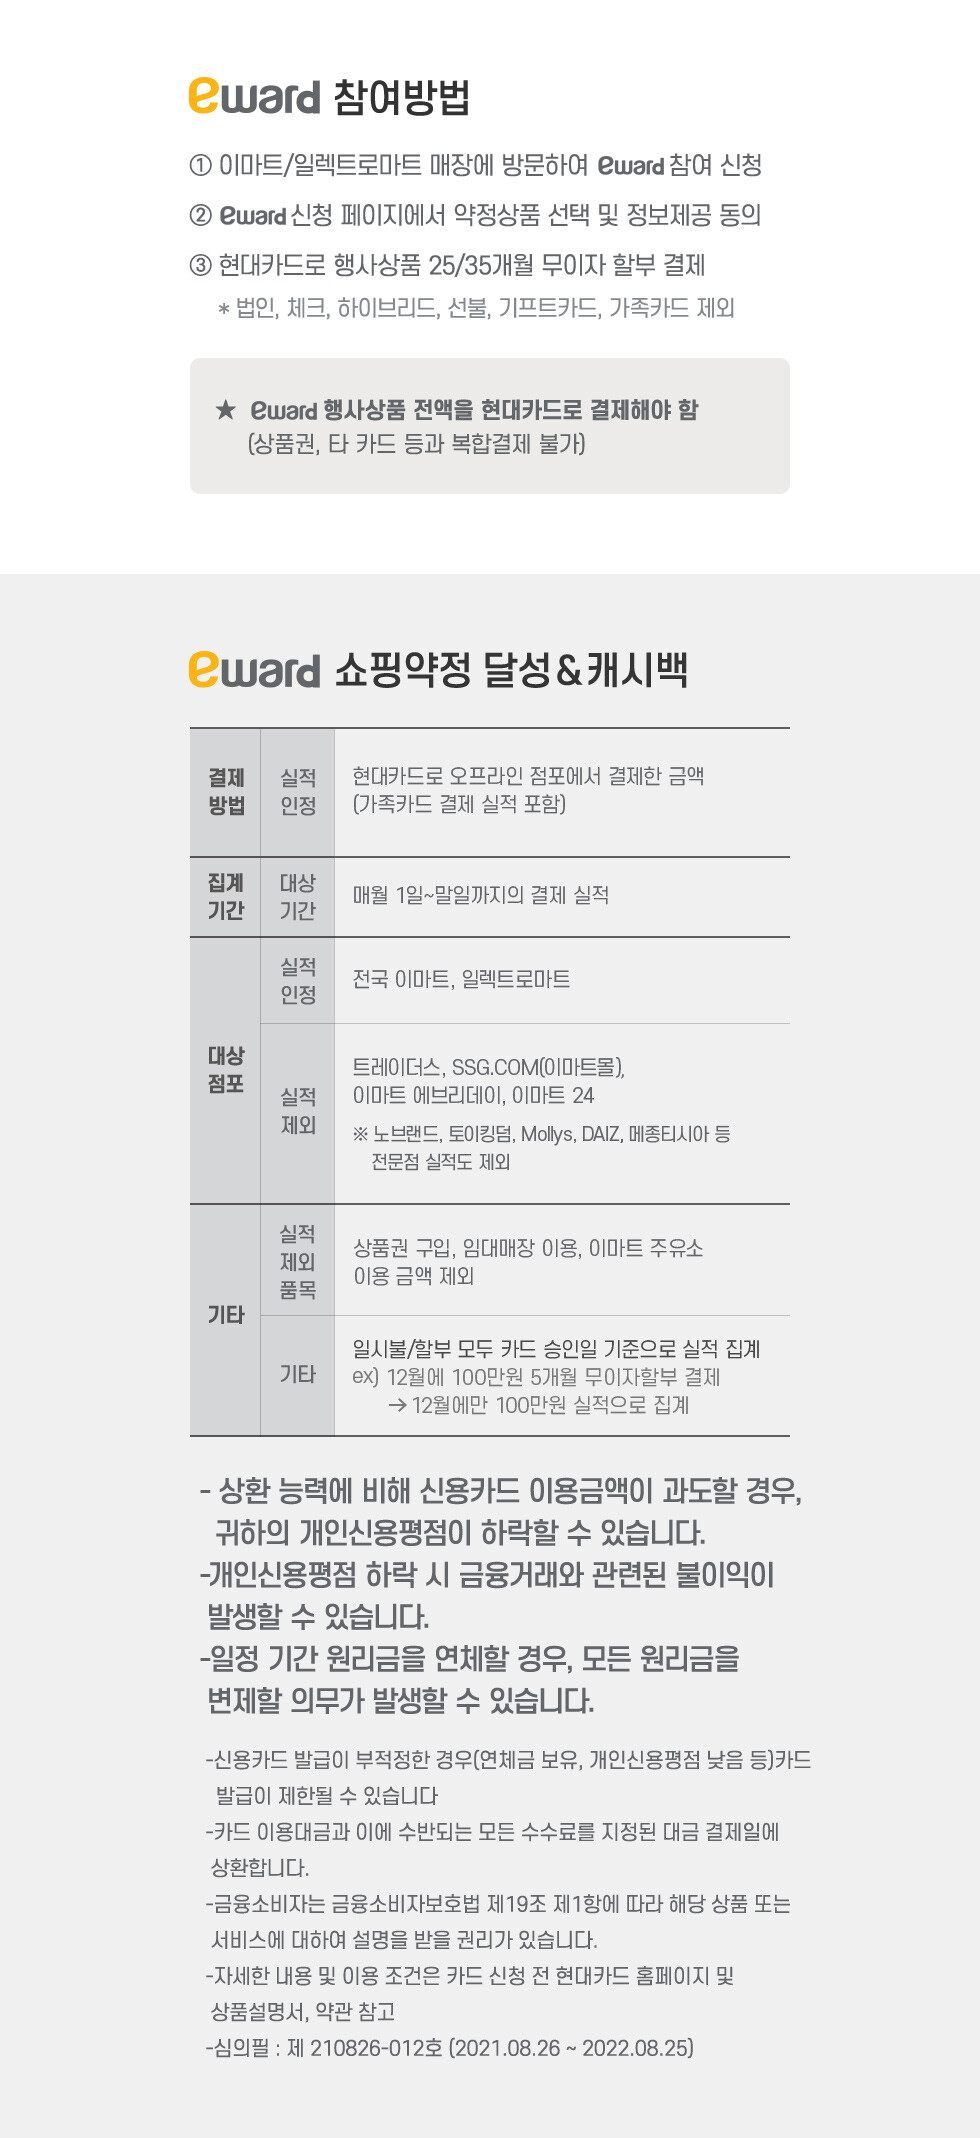 eward 참여방법
① 이마트/일렉트로마트 매장에 방문하여 eward 참여 신청
② eward 신청 페이지에서 약정상품 선택 및 정보제공 동의
③ 현대카드로 행사상품 25/35개월 무이자 할부 결제
* 법인, 체크, 하이브리드, 선불, 기프트카드, 가족카드 제외
★ eward 행사상품 전액을 현대카드로 결제해야 함
(상품권, 타 카드 등과 복합결제 불가)
eward 쇼핑약정 달성&캐시백
결제
방법
실적
인정
현대카드로 오프라인 점포에서 결제한 금액
(가족카드 결제 실적 포함)
집계
기간
대상
기간
매월 1일~말일까지의 결제 실적
대상
점포
실적
인정
전국 이마트, 일렉트로마트
실적
제외
트레이더스, SSG.COM(이마트몰),
이마트 에브리데이, 이마트 24
※ 노브랜드, 토이킹덤, Mollys, DAIZ, 메종티시아 등
전문점 실적도 제외
기타
실적
제외
품목
상품권 구입, 임대매장 이용, 이마트 주유소
이용 금액 제외
기타
일시불/할부 모두 카드 승인일 기준으로 실적 집계
ex) 12월에 100만원 5개월 무이자할부 결제
→ 12월에만 100만원 실적으로 집계
- 상환 능력에 비해 신용카드 이용금액이 과도할 경우,
귀하의 개인신용평점이 하락할 수 있습니다.
-개인신용평점 하락 시 금융거래와 관련된 불이익이
발생할 수 있습니다.
-일정 기간 원리금을 연체할 경우, 모든 원리금을
변제할 의무가 발생할 수 있습니다.
-신용카드 발급이 부적정한 경우(연체금 보유, 개인신용평점 낮음 등)카드
발급이 제한될 수 있습니다
-카드 이용대금과 이에 수반되는 모든 수수료를 지정된 대금 결제일에
상환합니다.
-금융소비자는 금융소비자보호법 제19조 제1항에 따라 해당 상품 또는
서비스에 대하여 설명을 받을 권리가 있습니다.
-자세한 내용 및 이용 조건은 카드 신청 전 현대카드 홈페이지 및
상품설명서, 약관 참고
-심의필 : 제 210826-012호 (2021.08.26 ~ 2022.08.25)